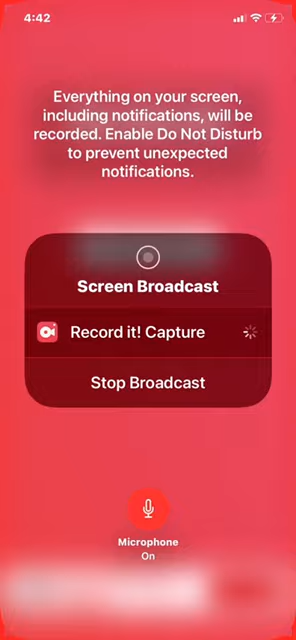 4:42
Everything on your screen,
including notifications, will be
recorded. Enable Do Not Disturb
to prevent unexpected
notifications.
Screen Broadcast
Record it! Capture
Stop Broadcast
Microphone
On